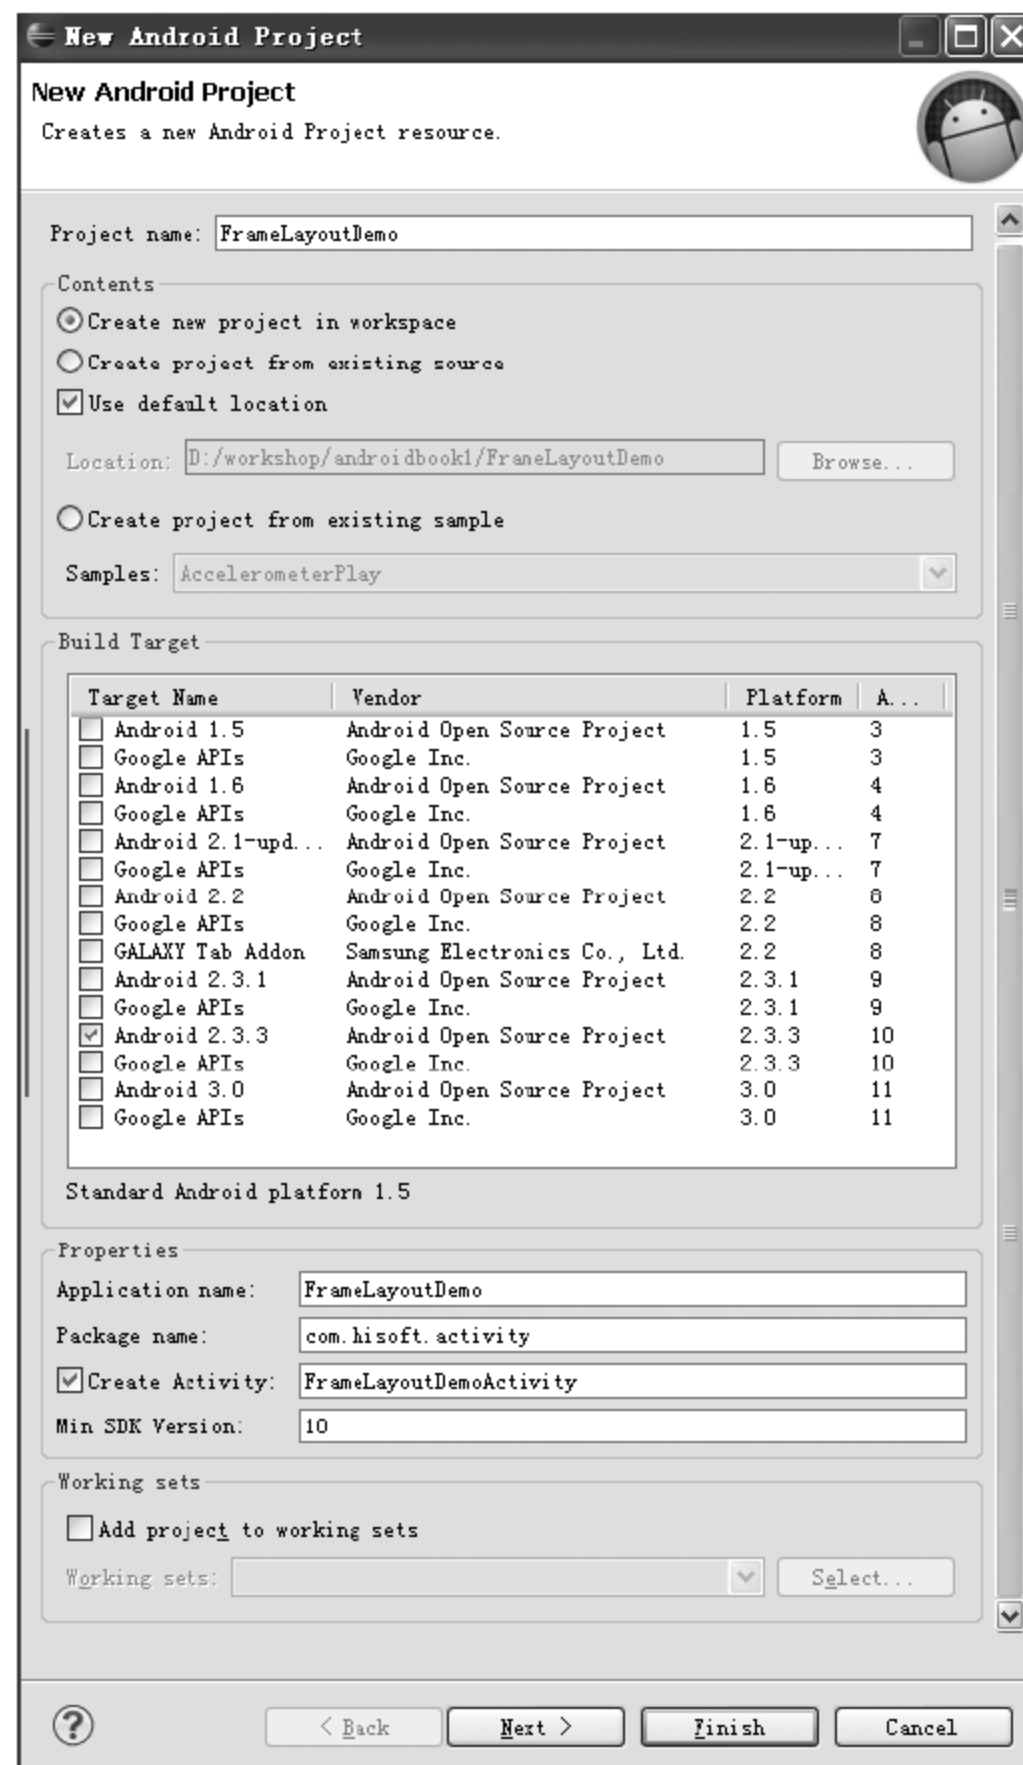 New Android Project
New Android Project
Creates a new Android Project resource.
Project name: FrameLayoutDemo
Contents
Create new project in workspace
Create project from existing source
Use default location
Location: D:/workshop/androidbook1/FrameLayoutDemo Browse...
Create project from existing sample
Samples: AccelerometerPlay
Build Target
Target Name Vendor Platform A...
Android 1.5 Android Open Source Project 1.5 3
Google APIs Google Inc. 1.5 3
Android 1.6 Android Open Source Project 1.6 4
Google APIs Google Inc. 1.6 4
Android 2.1-upd... Android Open Source Project 2.1-up... 7
Google APIs Google Inc. 2.1-up... 7
Android 2.2 Android Open Source Project 2.2 8
Google APIs Google Inc. 2.2 8
GALAXY Tab Addon Samsung Electronics Co., Ltd. 2.2 8
Android 2.3.1 Android Open Source Project 2.3.1 9
Google APIs Google Inc. 2.3.1 9
Android 2.3.3 Android Open Source Project 2.3.3 10
Google APIs Google Inc. 2.3.3 10
Android 3.0 Android Open Source Project 3.0 11
Google APIs Google Inc. 3.0 11
Standard Android platform 1.5
Properties
Application name: FrameLayoutDemo
Package name: com.hisoft.activity
Create Activity: FrameLayoutDemoActivity
Min SDK Version: 10
Working sets
Add project to working sets
Working sets: Select...
? < Back Next > Finish Cancel